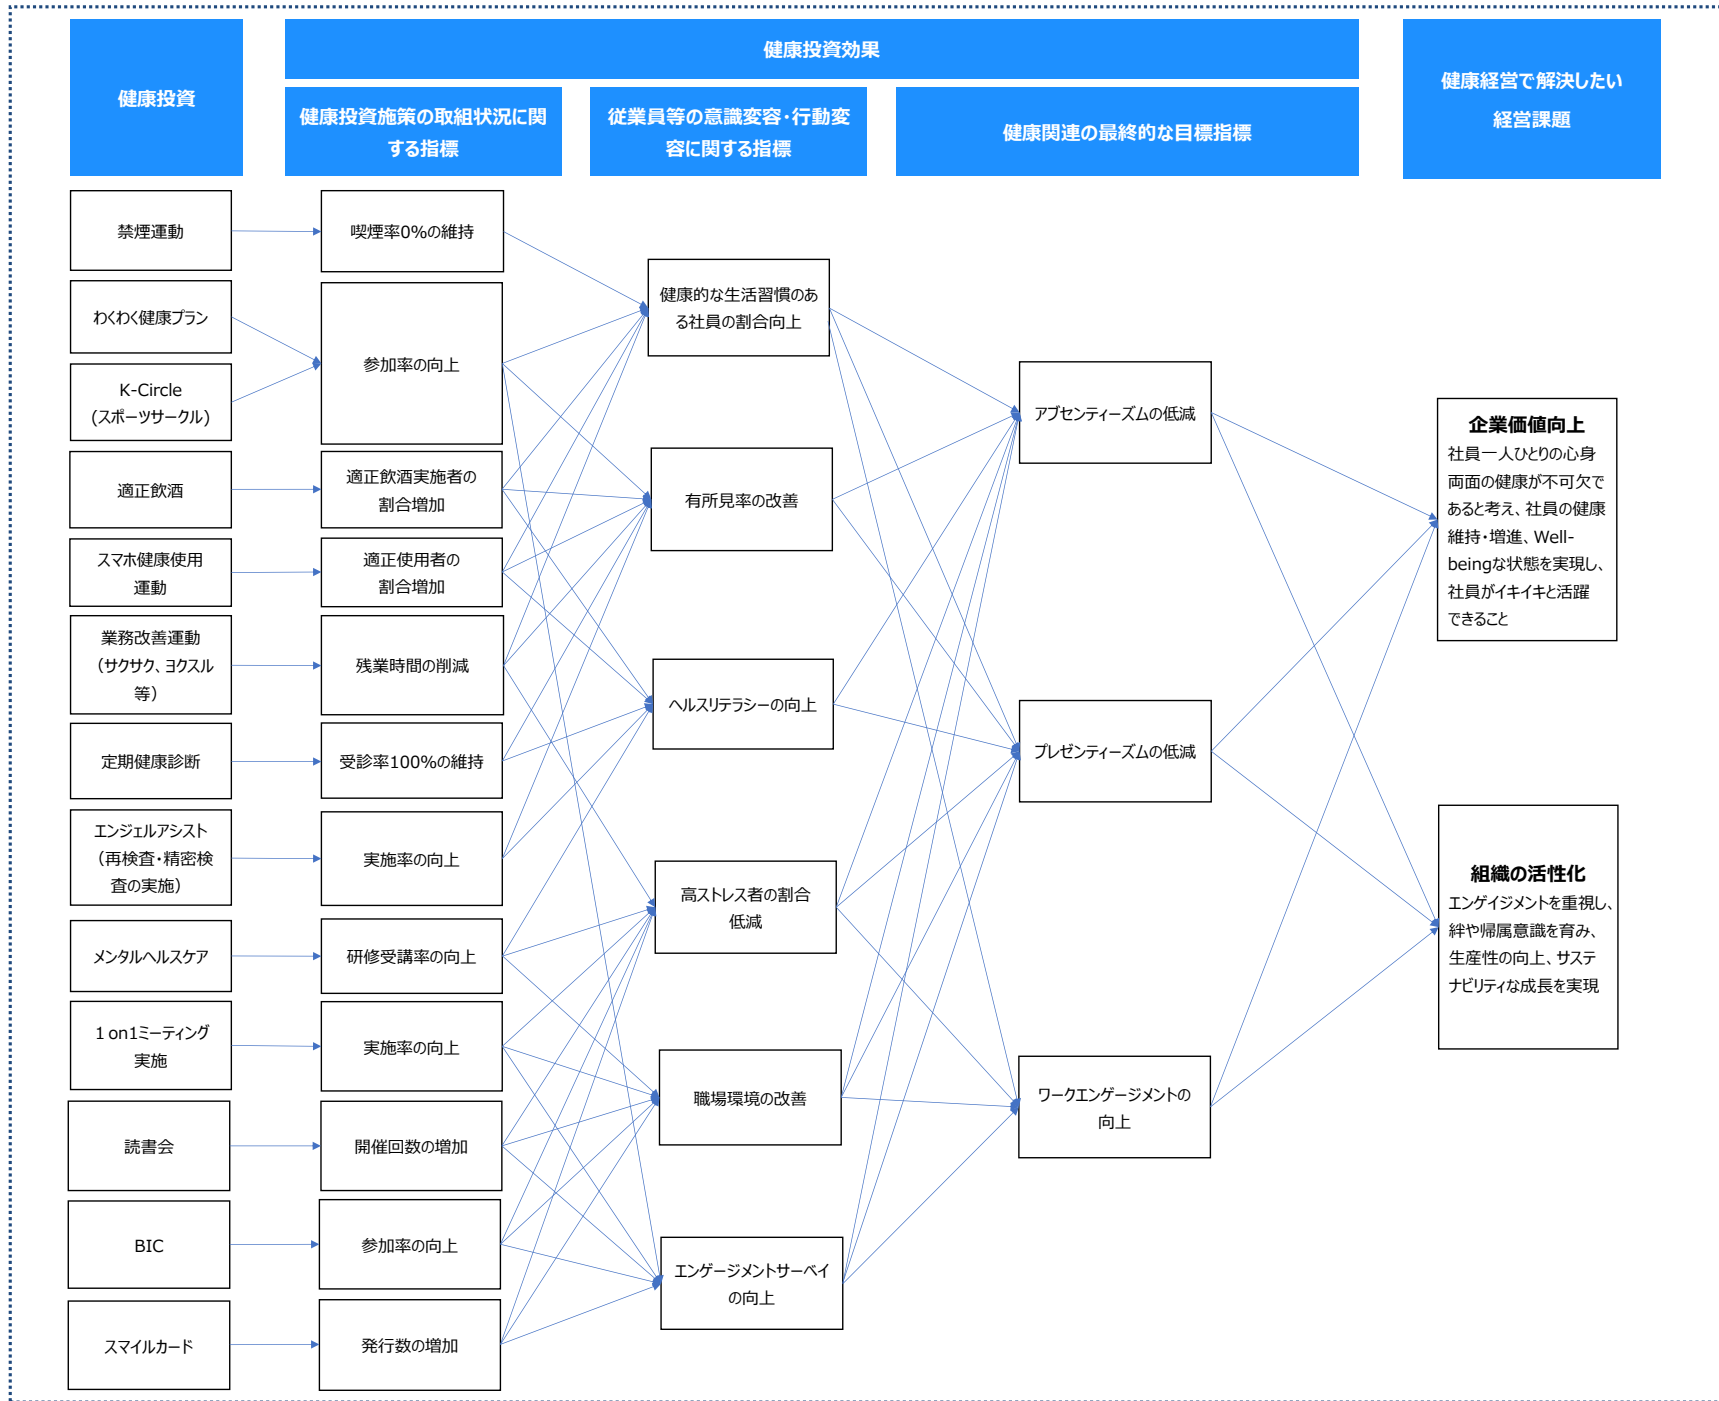 健康投資
健康投資効果
健康経営で解決したい
経営課題
健康投資施策の取組状況に関
する指標
従業員等の意識変容・行動変
容に関する指標
健康関連の最終的な目標指標
禁煙運動
わくわく健康プラン
K-Circle
(スポーツサークル)
適正飲酒
スマホ健康使用
運動
業務改善運動
（サクサク、ヨクスル
等）
定期健康診断
エンジェルアシスト
（再検査・精密検
査の実施）
メンタルヘルスケア
１on1ミーティング
実施
読書会
BIC
スマイルカード
喫煙率0%の維持
参加率の向上
適正飲酒実施者の
割合増加
適正使用者の
割合増加
残業時間の削減
受診率100%の維持
実施率の向上
研修受講率の向上
実施率の向上
開催回数の増加
参加率の向上
発行数の増加
健康的な生活習慣のあ
る社員の割合向上
有所見率の改善
ヘルスリテラシーの向上
高ストレス者の割合
低減
職場環境の改善
エンゲージメントサーベイ
の向上
アブセンティーズムの低減
プレゼンティーズムの低減
ワークエンゲージメントの
向上
企業価値向上
社員一人ひとりの心身
両面の健康が不可欠で
あると考え、社員の健康
維持・増進、Well-
beingな状態を実現し、
社員がイキイキと活躍
できること
組織の活性化
エンゲイジメントを重視し、
絆や帰属意識を育み、
生産性の向上、サステ
ナビリティな成長を実現